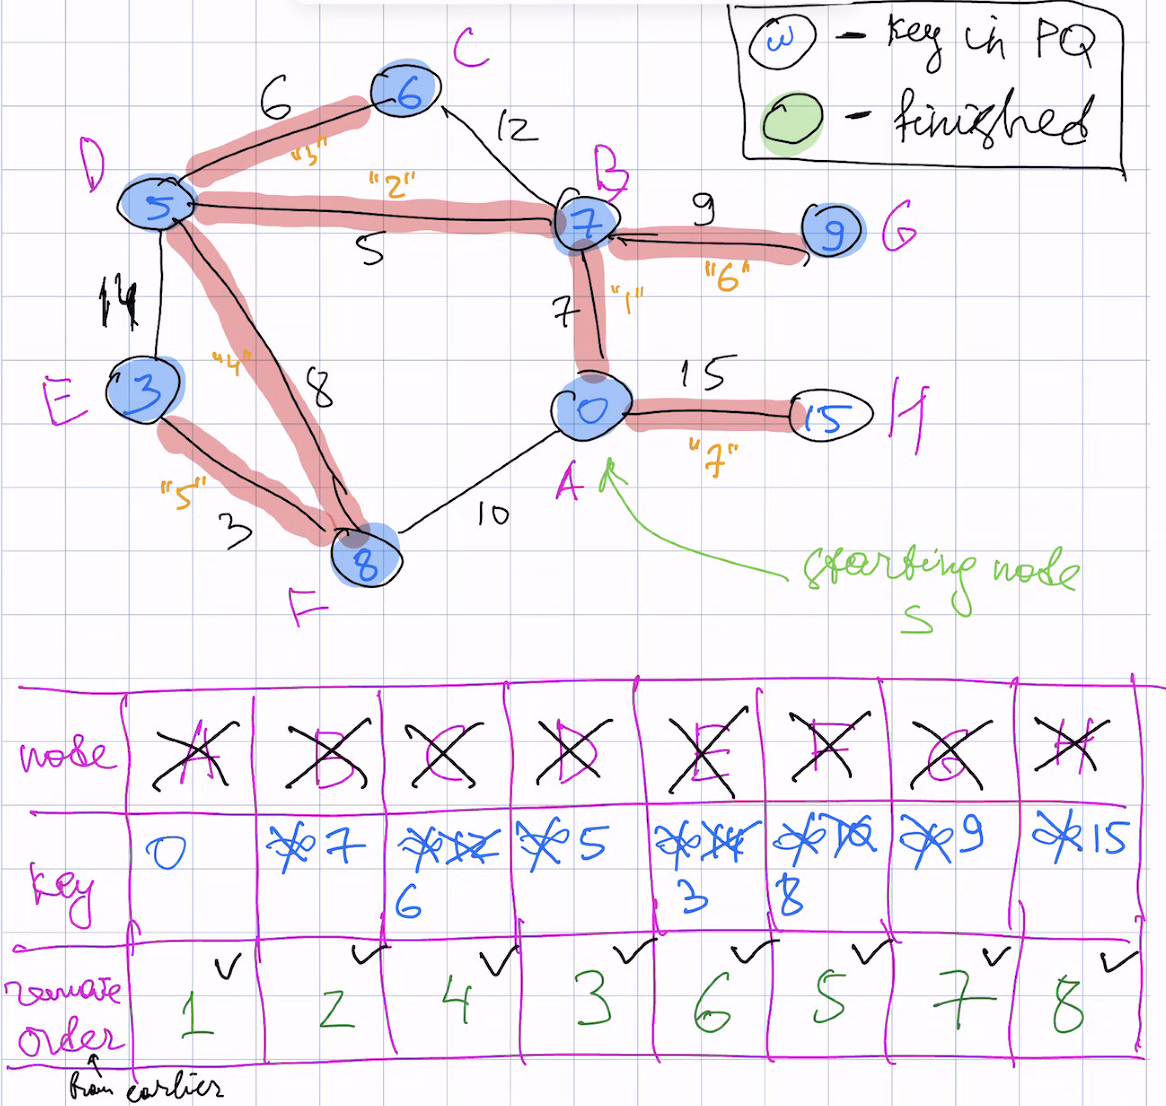 w - key in PQ
- finished
C
6
6
"3"
12
D
5
"2"
5
B
7
9
9
G
"6"
14
7
"1"
"4"
8
15
E
3
0
15
H
"7"
"5"
3
A
10
8
F
starting node
s
node A B C D E F G H
key 0 ∞ 7 ∞ 12 ∞ 5 ∞ 14 ∞ 10 ∞ 9 ∞ 15
6 3 8
order 1 2 4 3 6 5 7 8
from earlier